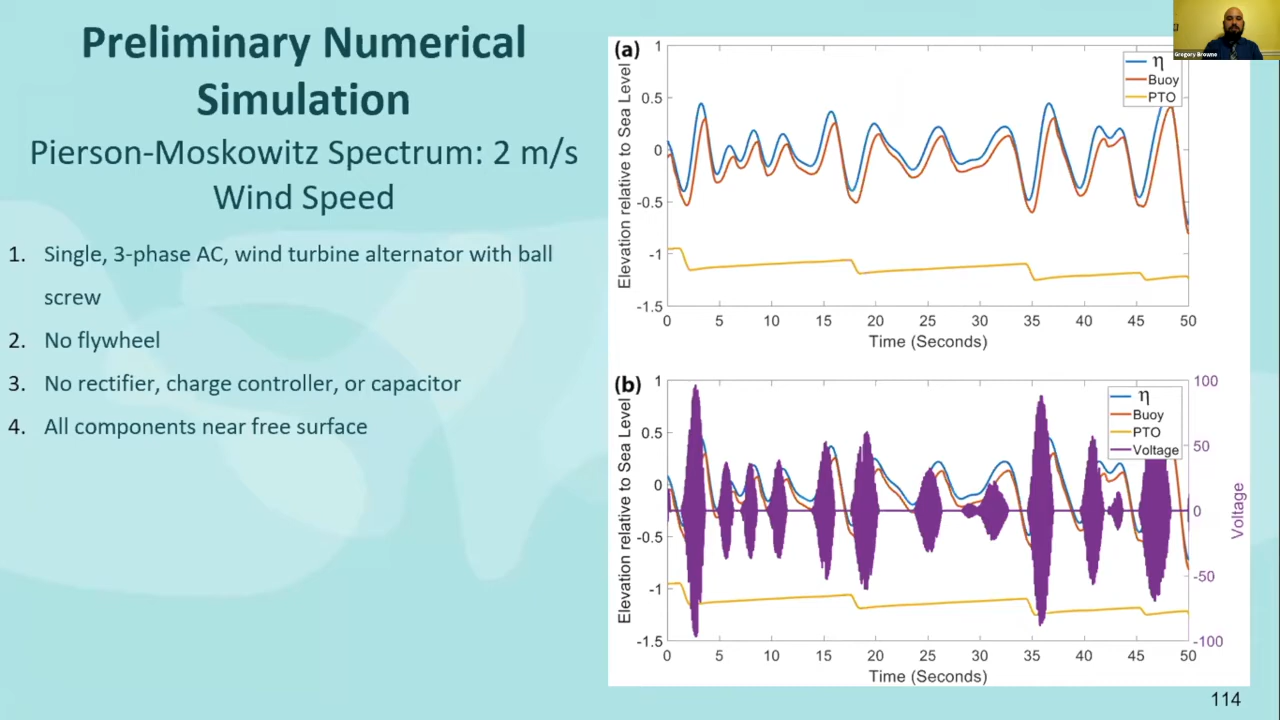 Preliminary Numerical
Simulation
Pierson-Moskowitz Spectrum: 2 m/s
Wind Speed
1. Single, 3-phase AC, wind turbine alternator with ball
screw
2. No flywheel
3. No rectifier, charge controller, or capacitor
4. All components near free surface
(a)
Elevation relative to Sea Level
1
0.5
0
-0.5
-1
-1.5
0 5 10 15 20 25 30 35 40 45 50
Time (Seconds)
η
Buoy
PTO
Gregory Browne
(b)
Elevation relative to Sea Level
1
0.5
0
-0.5
-1
-1.5
0 5 10 15 20 25 30 35 40 45 50
Time (Seconds)
η
Buoy
PTO
Voltage
100
50
0
-50
-100
Voltage
114